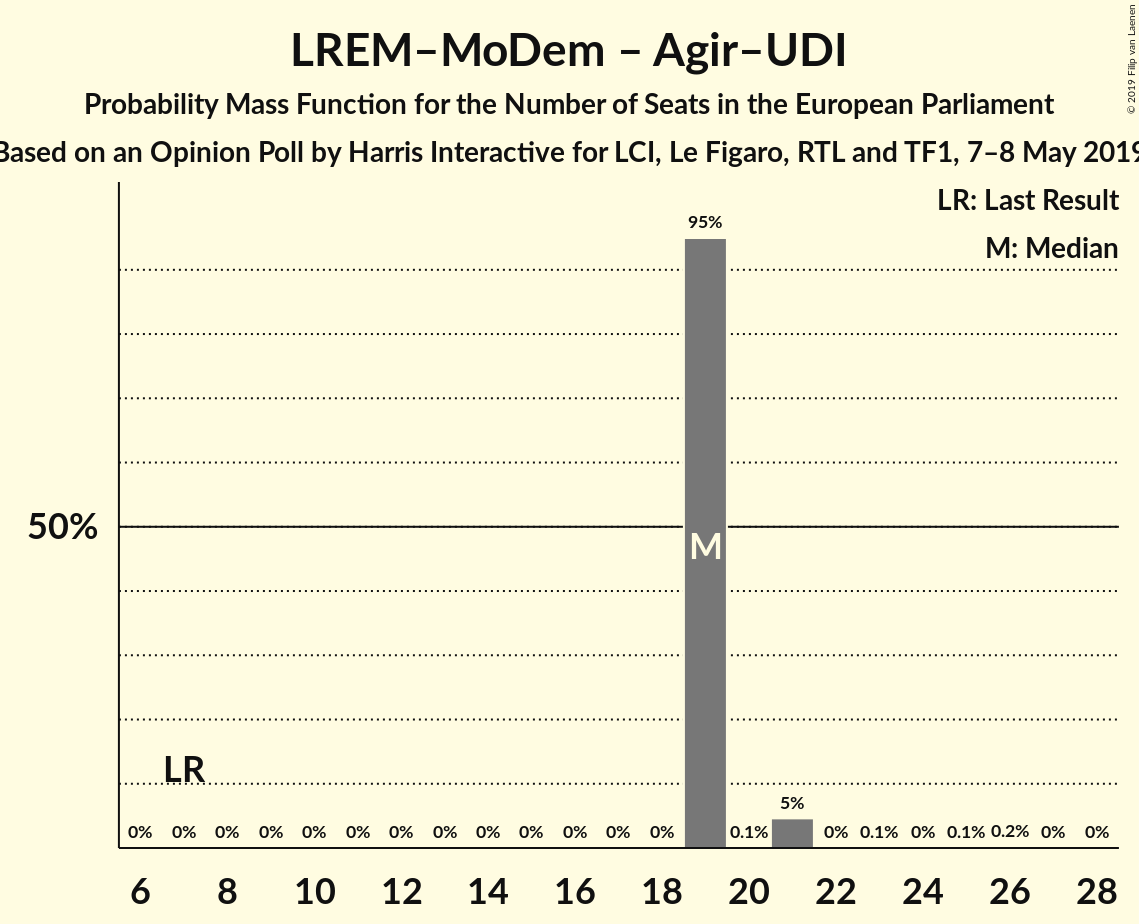 LREM–MoDem – Agir–UDI
Probability Mass Function for the Number of Seats in the European Parliament
Based on an Opinion Poll by Harris Interactive for LCI, Le Figaro, RTL and TF1, 7–8 May 2019
© 2019 Filip van Laenen
LR: Last Result
M: Median
95%
50%
M
LR
5%
0% 0% 0% 0% 0% 0% 0% 0% 0% 0% 0% 0% 0% 0.1% 0% 0.1% 0% 0.1% 0.2% 0% 0%
6 8 10 12 14 16 18 20 22 24 26 28